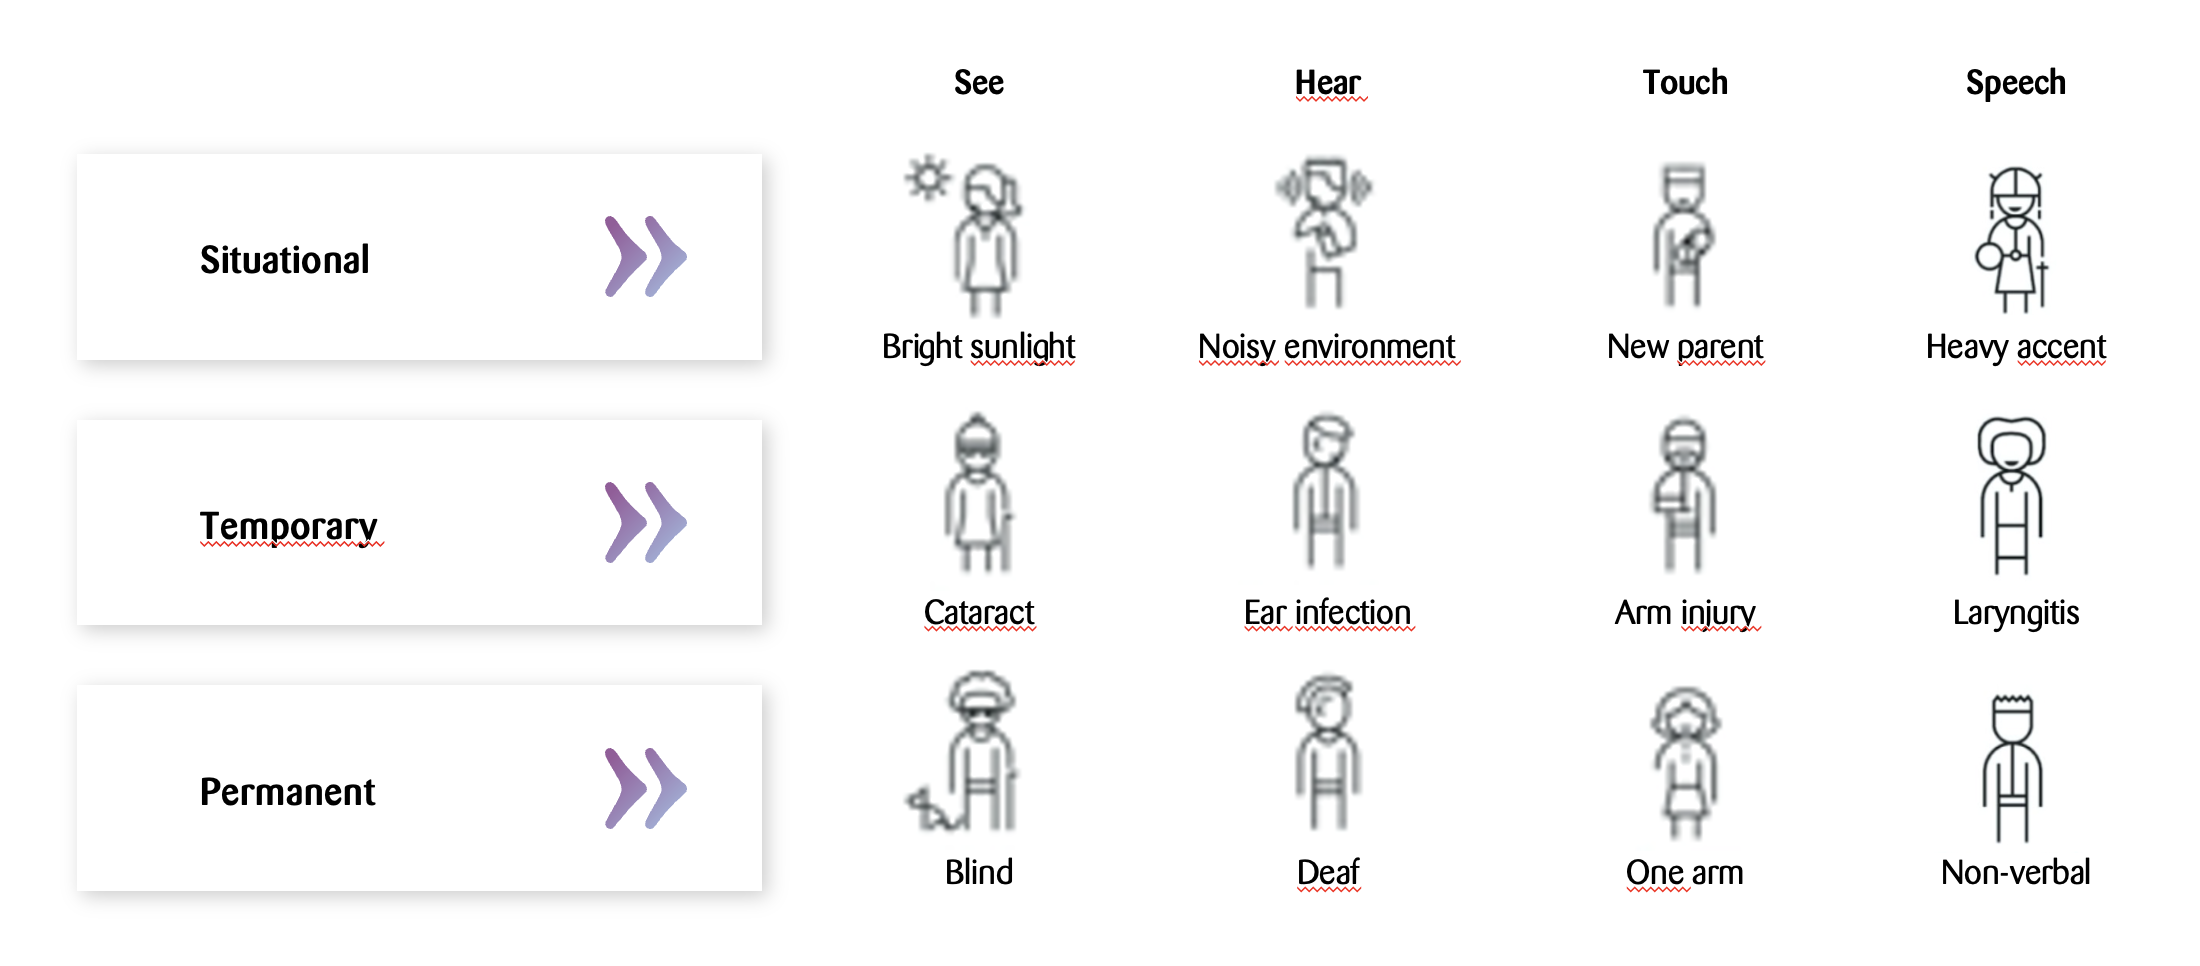 See Hear Touch Speech
Situational
Bright sunlight Noisy environment New parent Heavy accent
Temporary
Cataract Ear infection Arm injury Laryngitis
Permanent
Blind Deaf One arm Non-verbal